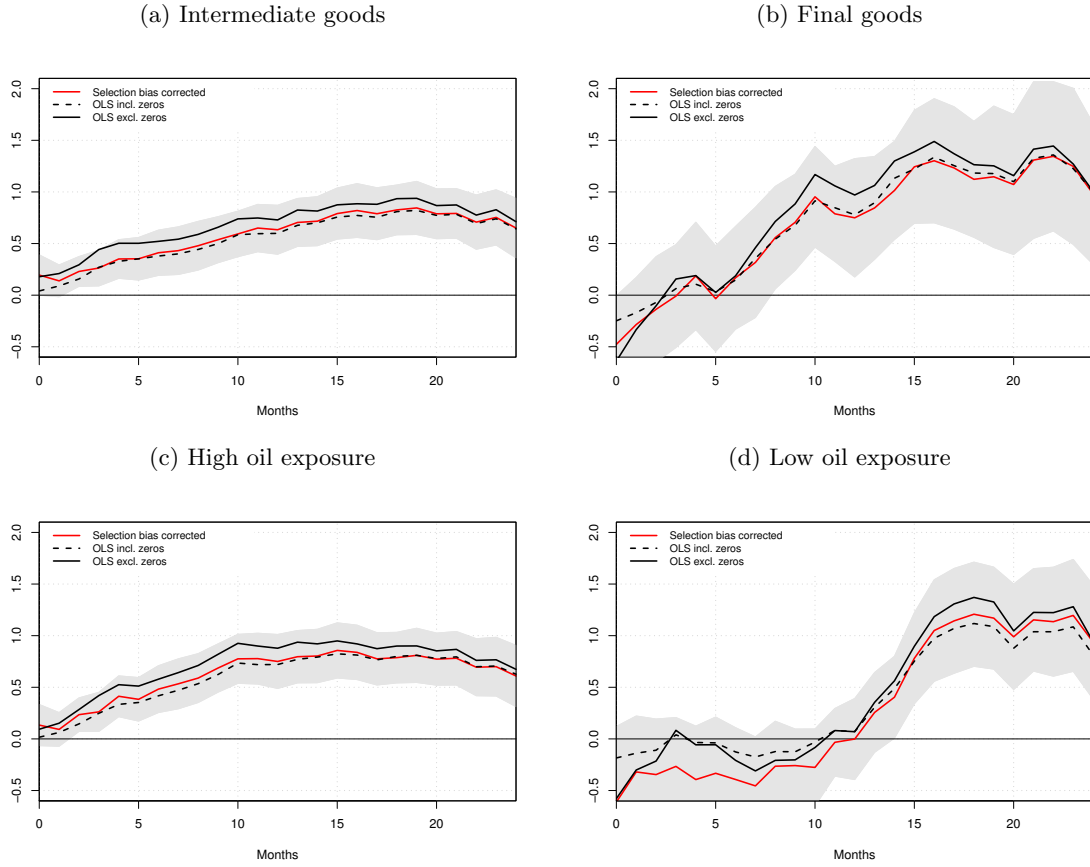 (a) Intermediate goods
2.0
1.5
1.0
0.5
0.0
−0.5
Selection bias corrected
OLS incl. zeros
OLS excl. zeros
0 5 10 15 20
Months
(b) Final goods
2.0
1.5
1.0
0.5
0.0
−0.5
Selection bias corrected
OLS incl. zeros
OLS excl. zeros
0 5 10 15 20
Months
(c) High oil exposure
2.0
1.5
1.0
0.5
0.0
−0.5
Selection bias corrected
OLS incl. zeros
OLS excl. zeros
0 5 10 15 20
Months
(d) Low oil exposure
2.0
1.5
1.0
0.5
0.0
−0.5
Selection bias corrected
OLS incl. zeros
OLS excl. zeros
0 5 10 15 20
Months